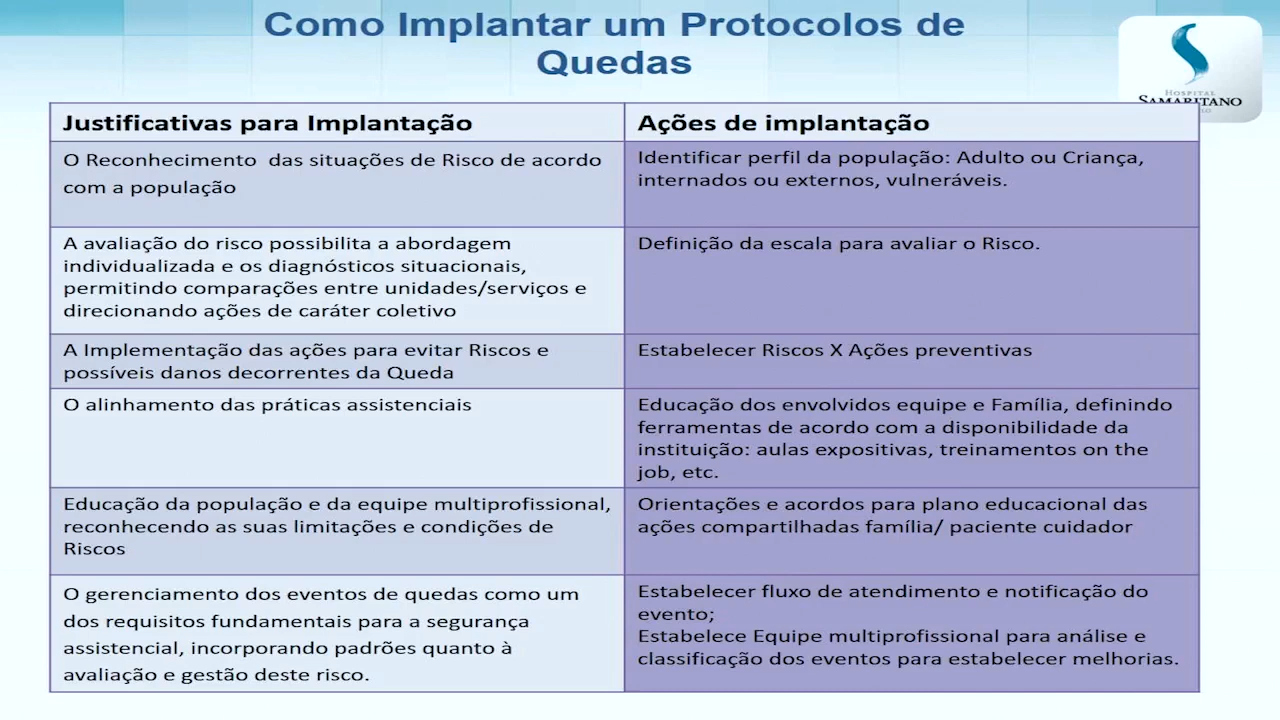 Como Implantar um Protocolos de
Quedas
HOSPITAL
SAMARITANO
Justificativas para Implantação
Ações de implantação
O Reconhecimento das situações de Risco de acordo
com a população
Identificar perfil da população: Adulto ou Criança,
internados ou externos, vulneráveis.
A avaliação do risco possibilita a abordagem
individualizada e os diagnósticos situacionais,
permitindo comparações entre unidades/serviços e
direcionando ações de caráter coletivo
Definição da escala para avaliar o Risco.
A Implementação das ações para evitar Riscos e
possíveis danos decorrentes da Queda
Estabelecer Riscos X Ações preventivas
O alinhamento das práticas assistenciais
Educação dos envolvidos equipe e Família, definindo
ferramentas de acordo com a disponibilidade da
instituição: aulas expositivas, treinamentos on the
job, etc.
Educação da população e da equipe multiprofissional,
reconhecendo as suas limitações e condições de
Riscos
Orientações e acordos para plano educacional das
ações compartilhadas família/ paciente cuidador
O gerenciamento dos eventos de quedas como um
dos requisitos fundamentais para a segurança
assistencial, incorporando padrões quanto à
avaliação e gestão deste risco.
Estabelecer fluxo de atendimento e notificação do
evento;
Estabelece Equipe multiprofissional para análise e
classificação dos eventos para estabelecer melhorias.